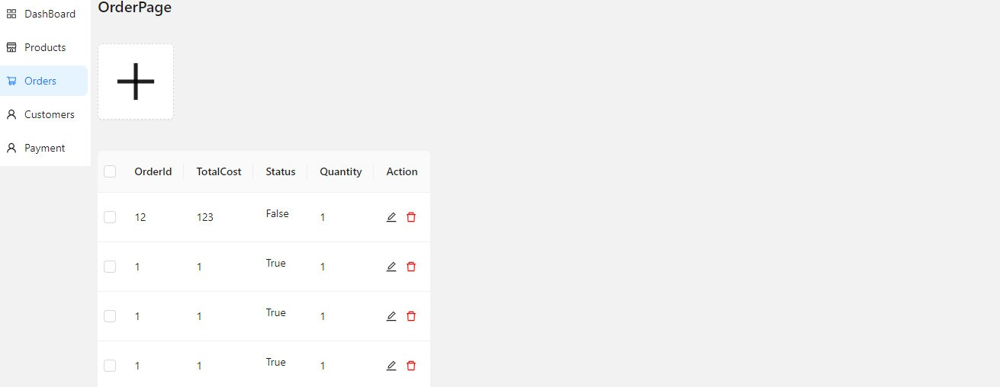 DashBoard
Products
Orders
Customers
Payment
OrderPage
OrderId TotalCost Status Quantity Action
12 123 False 1
1 1 True 1
1 1 True 1
1 1 True 1